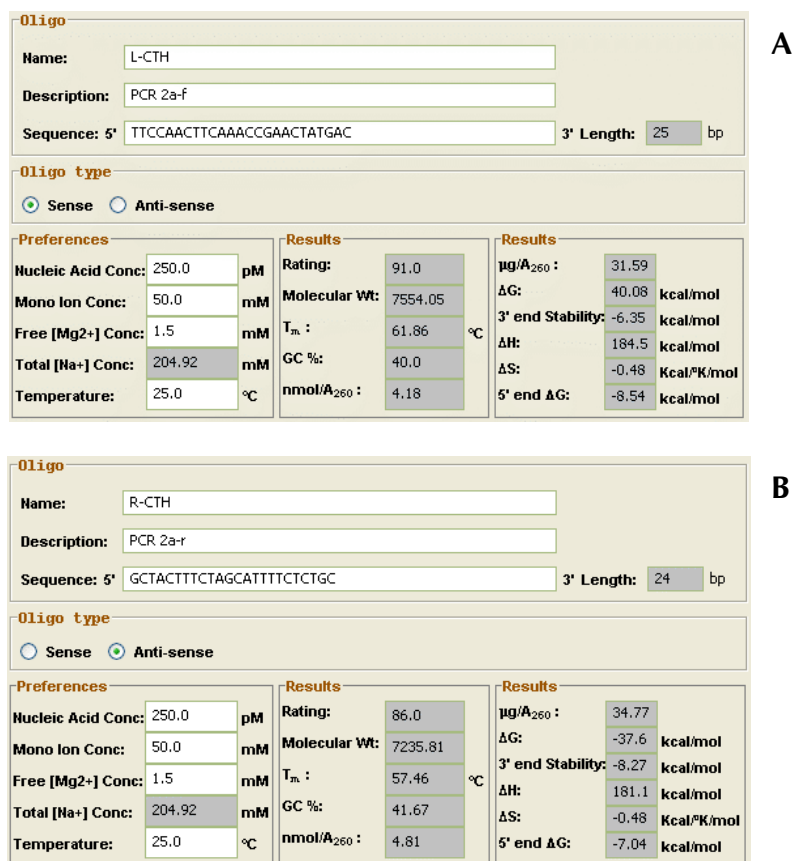 Oligo
A
Name: L-CTH
Description: PCR 2a-f
Sequence: 5' TTCCAACTTCAAACCGAACTATGAC 3' Length: 25 bp
Oligo type
Sense Anti-sense
Preferences Results Results
Nucleic Acid Conc: 250.0 pM Rating: 91.0 µg/A260 : 31.59
Mono Ion Conc: 50.0 mM Molecular Wt: 7554.05 ΔG: 40.08 kcal/mol
Free [Mg2+] Conc: 1.5 mM Tm : 61.86 ºC 3' end Stability: -6.35 kcal/mol
Total [Na+] Conc: 204.92 mM GC %: 40.0 ΔH: 184.5 kcal/mol
Temperature: 25.0 ºC nmol/A260 : 4.18 ΔS: -0.48 Kcal/ºK/mol
5' end ΔG: -8.54 kcal/mol
Oligo
B
Name: R-CTH
Description: PCR 2a-r
Sequence: 5' GCTACTTTCTAGCATTTTCTCTGC 3' Length: 24 bp
Oligo type
Sense Anti-sense
Preferences Results Results
Nucleic Acid Conc: 250.0 pM Rating: 86.0 µg/A260 : 34.77
Mono Ion Conc: 50.0 mM Molecular Wt: 7235.81 ΔG: -37.6 kcal/mol
Free [Mg2+] Conc: 1.5 mM Tm : 57.46 ºC 3' end Stability: -8.27 kcal/mol
Total [Na+] Conc: 204.92 mM GC %: 41.67 ΔH: 181.1 kcal/mol
Temperature: 25.0 ºC nmol/A260 : 4.81 ΔS: -0.48 Kcal/ºK/mol
5' end ΔG: -7.04 kcal/mol